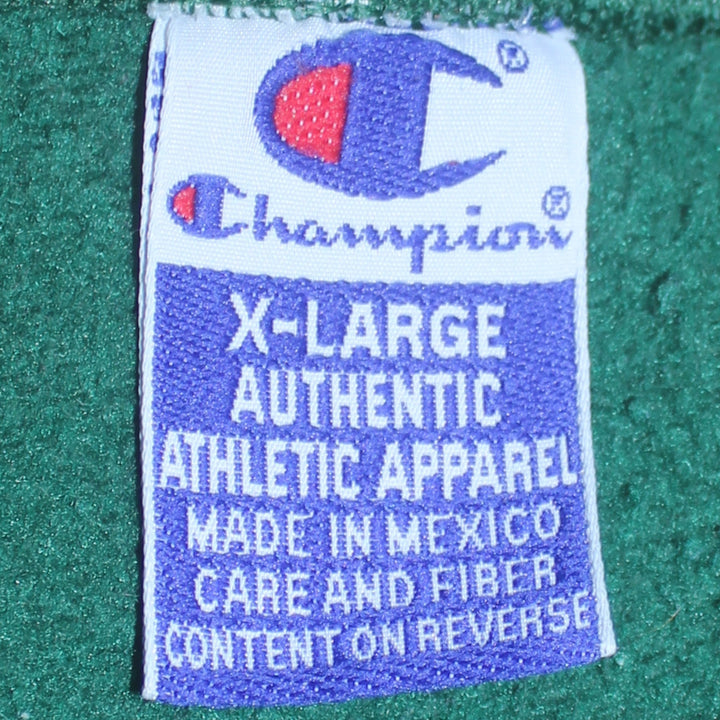 ®
Champion®
X-LARGE
AUTHENTIC
ATHLETIC APPAREL
MADE IN MEXICO
CARE AND FIBER
CONTENT ON REVERSE